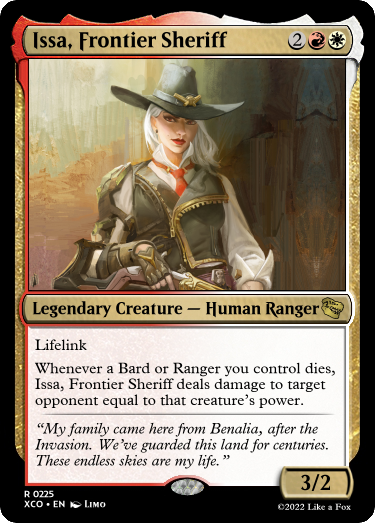 Issa, Frontier Sheriff 2
Legendary Creature — Human Ranger
Lifelink
Whenever a Bard or Ranger you control dies,
Issa, Frontier Sheriff deals damage to target
opponent equal to that creature's power.
“My family came here from Benalia, after the
Invasion. We've guarded this land for centuries.
These endless skies are my life.”
3/2
R 0225
XCO • EN Limo
©2022 Like a Fox